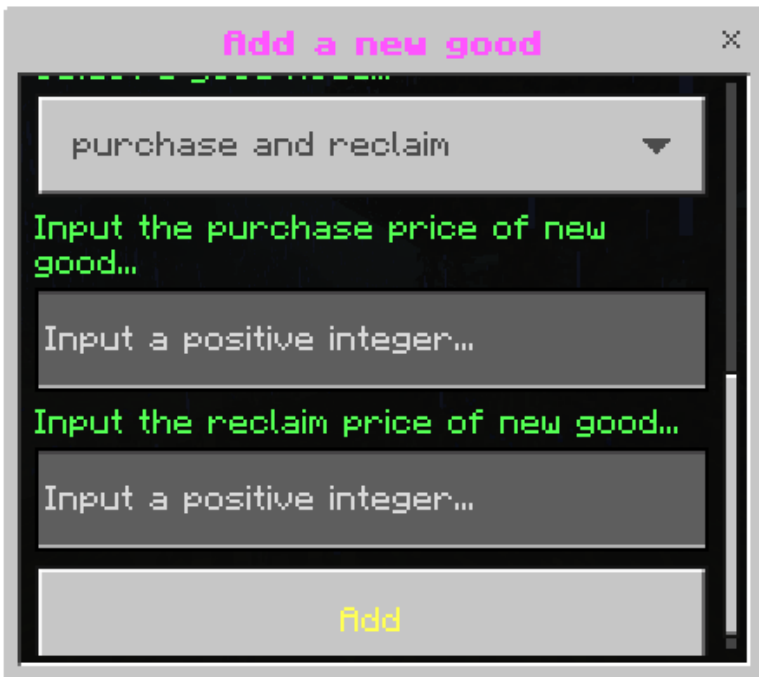 Add a new good
×
purchase and reclaim
Input the purchase price of new
good...
Input a positive integer...
Input the reclaim price of new good...
Input a positive integer...
Add